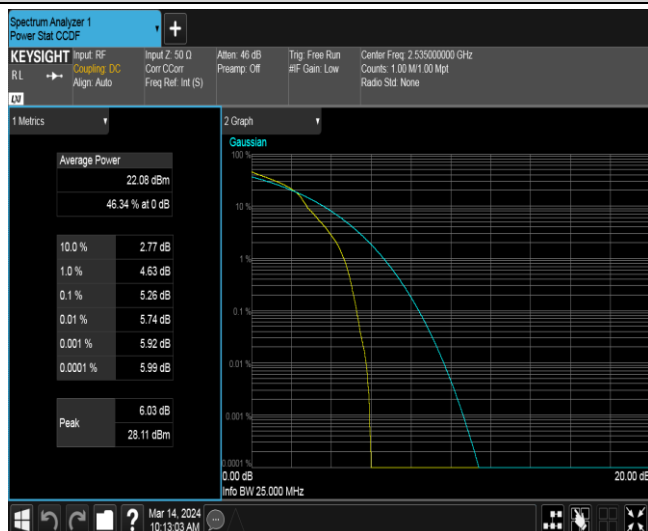 Spectrum Analyzer 1
Power Stat CCDF
+
KEYSIGHT
RL
LXI
Input: RF
Coupling: DC
Align: Auto
Input Z: 50 Ω
Corr CCorr
Freq Ref: Int (S)
Atten: 46 dB
Preamp: Off
Trig: Free Run
#IF Gain: Low
Center Freq: 2.535000000 GHz
Counts: 1.00 M/1.00 Mpt
Radio Std: None
1 Metrics
Average Power
22.08 dBm
46.34 % at 0 dB
10.0 % 2.77 dB
1.0 % 4.63 dB
0.1 % 5.26 dB
0.01 % 5.74 dB
0.001 % 5.92 dB
0.0001 % 5.99 dB
Peak
6.03 dB
28.11 dBm
2 Graph
Gaussian
100 %
10 %
1 %
0.1 %
0.01 %
0.001 %
0.0001 %
0.00 dB 20.00 dB
Info BW 25.000 MHz
?
Mar 14, 2024
10:13:03 AM